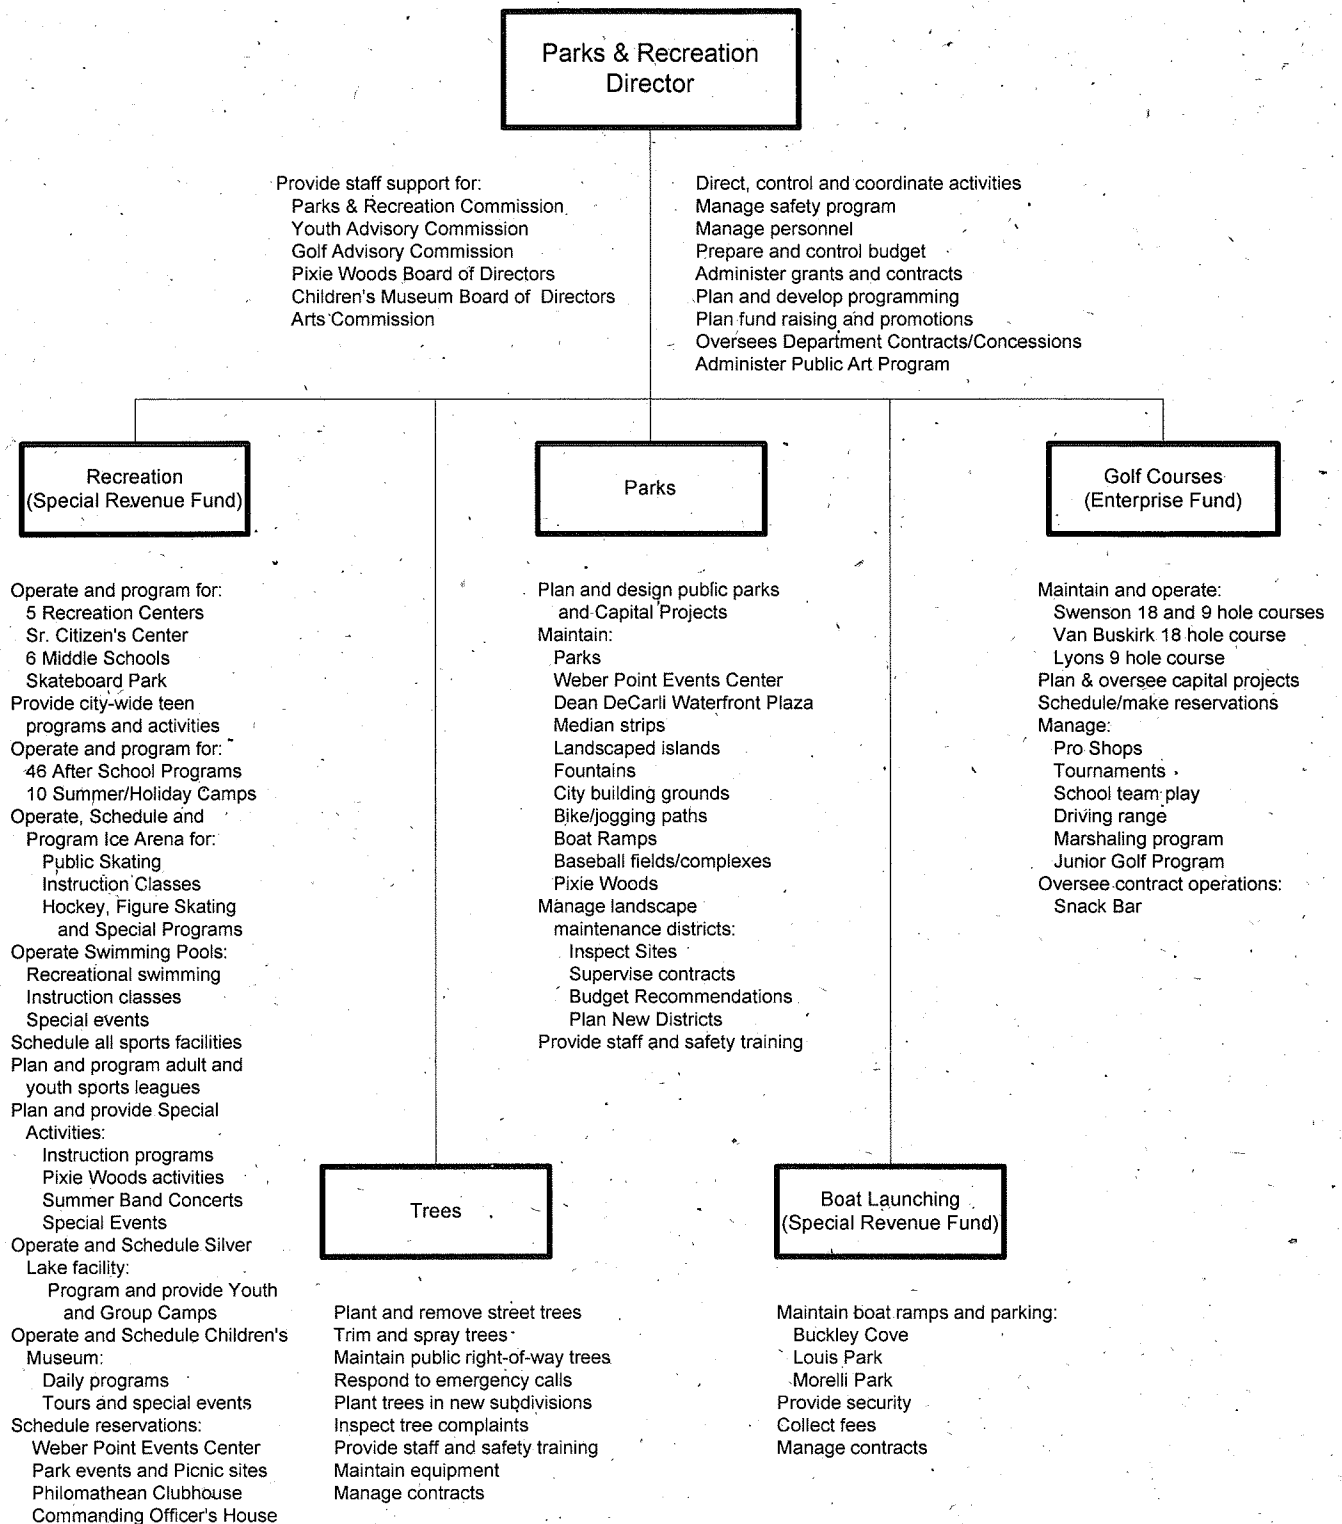 Parks & Recreation
Director
Provide staff support for:
Parks & Recreation Commission
Youth Advisory Commission
Golf Advisory Commission
Pixie Woods Board of Directors
Children's Museum Board of Directors
Arts Commission
Direct, control and coordinate activities
Manage safety program
Manage personnel
Prepare and control budget
Administer grants and contracts
Plan and develop programming
Plan fund raising and promotions
Oversees Department Contracts/Concessions
Administer Public Art Program
Recreation
(Special Revenue Fund)
Operate and program for:
5 Recreation Centers
Sr. Citizen's Center
6 Middle Schools
Skateboard Park
Provide city-wide teen
programs and activities
Operate and program for:
46 After School Programs
10 Summer/Holiday Camps
Operate, Schedule and
Program Ice Arena for:
Public Skating
Instruction Classes
Hockey, Figure Skating
and Special Programs
Operate Swimming Pools:
Recreational swimming
Instruction classes
Special events
Schedule all sports facilities
Plan and program adult and
youth sports leagues
Plan and provide Special
Activities:
Instruction programs
Pixie Woods activities
Summer Band Concerts
Special Events
Operate and Schedule Silver
Lake facility:
Program and provide Youth
and Group Camps
Operate and Schedule Children's
Museum:
Daily programs
Tours and special events
Schedule reservations:
Weber Point Events Center
Park events and Picnic sites
Philomathean Clubhouse
Commanding Officer's House
Trees
Plant and remove street trees
Trim and spray trees
Maintain public right-of-way trees
Respond to emergency calls
Plant trees in new subdivisions
Inspect tree complaints
Provide staff and safety training
Maintain equipment
Manage contracts
Parks
Plan and design public parks
and Capital Projects
Maintain:
Parks
Weber Point Events Center
Dean DeCarli Waterfront Plaza
Median strips
Landscaped islands
Fountains
City building grounds
Bike/jogging paths
Boat Ramps
Baseball fields/complexes
Pixie Woods
Manage landscape
maintenance districts:
Inspect Sites
Supervise contracts
Budget Recommendations
Plan New Districts
Provide staff and safety training
Boat Launching
(Special Revenue Fund)
Maintain boat ramps and parking:
Buckley Cove
Louis Park
Morelli Park
Provide security
Collect fees
Manage contracts
Golf Courses
(Enterprise Fund)
Maintain and operate:
Swenson 18 and 9 hole courses
Van Buskirk 18 hole course
Lyons 9 hole course
Plan & oversee capital projects
Schedule/make reservations
Manage:
Pro Shops
Tournaments
School team play
Driving range
Marshaling program
Junior Golf Program
Oversee contract operations:
Snack Bar